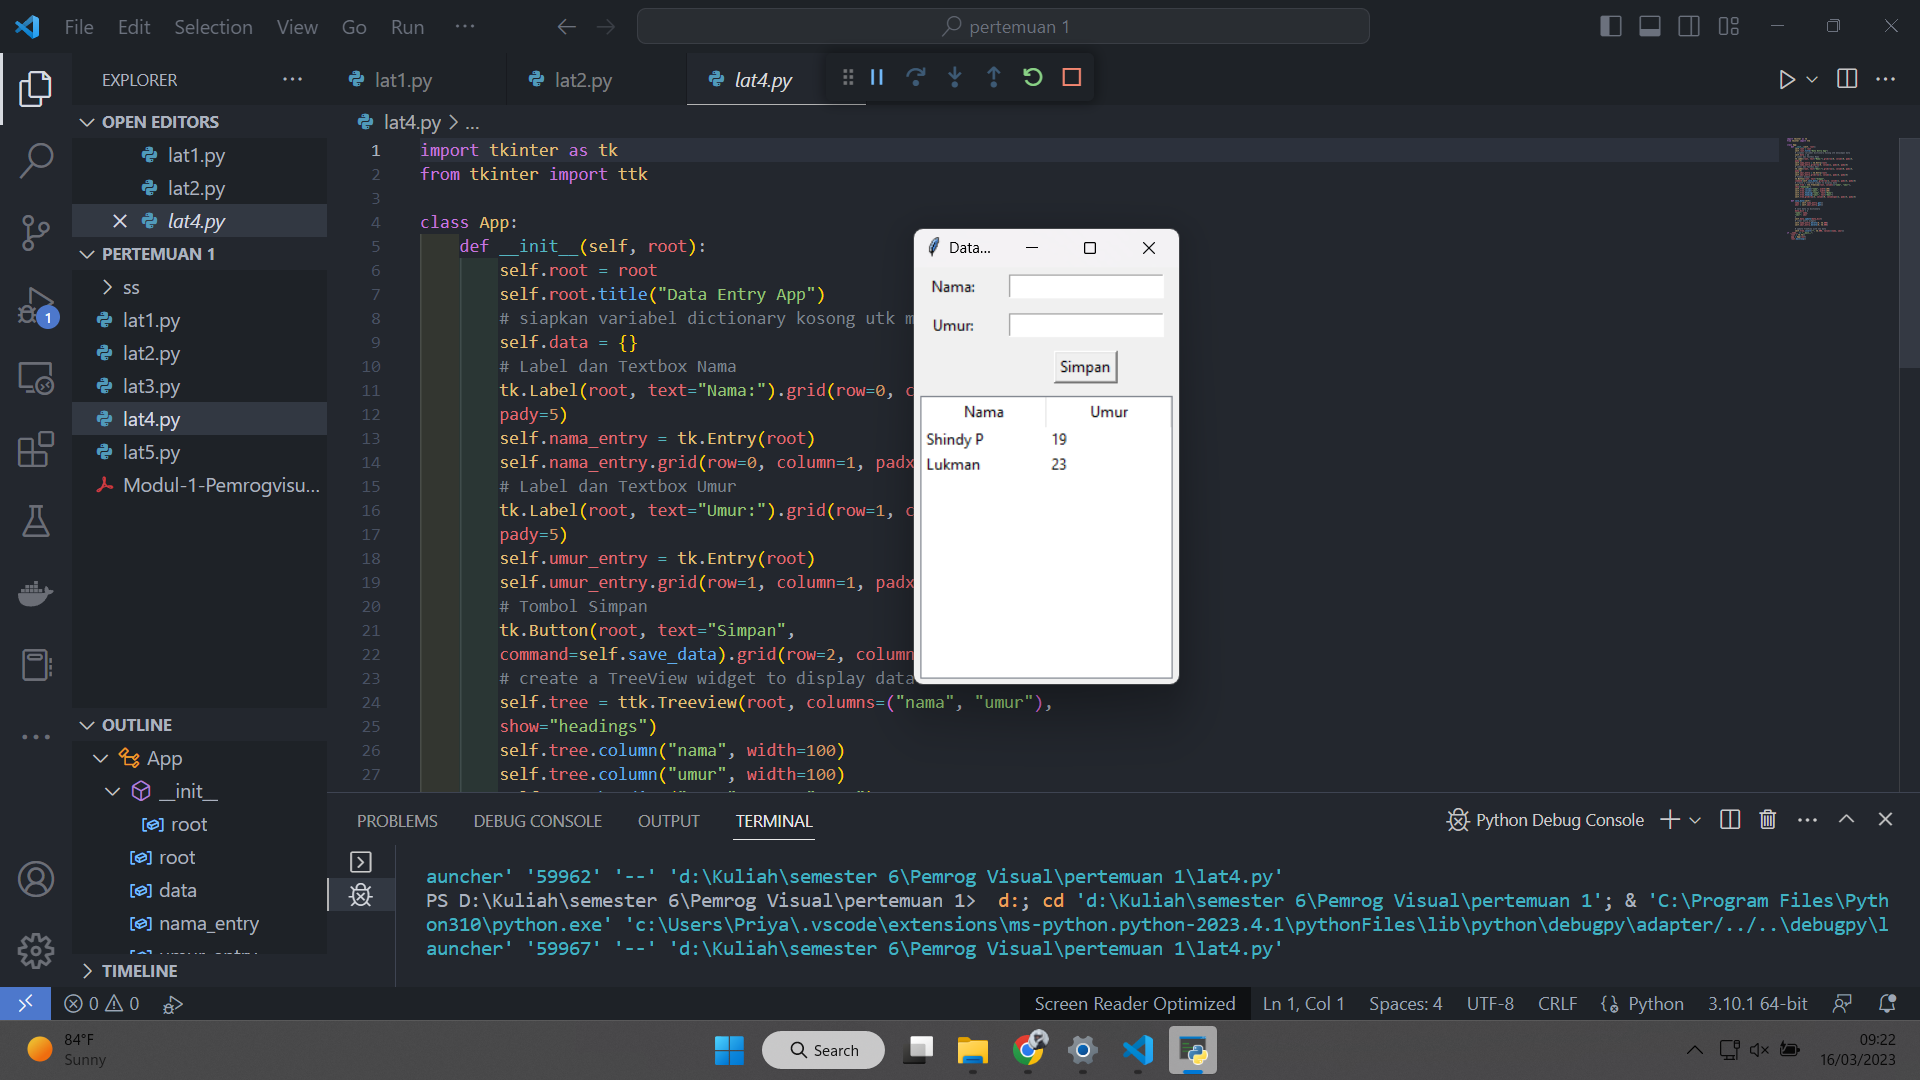 File Edit Selection View Go Run ···
pertemuan 1
EXPLORER
lat1.py
lat2.py
lat4.py
OPEN EDITORS
lat1.py
lat2.py
lat4.py
PERTEMUAN 1
ss
lat1.py
lat2.py
lat3.py
lat4.py
lat5.py
Modul-1-Pemrogvisu...
1
OUTLINE
App
__init__
root
root
data
nama_entry
TIMELINE
lat4.py > ...
1 import tkinter as tk
2 from tkinter import ttk
3
4 class App:
5 def __init__(self, root):
6 self.root = root
7 self.root.title("Data Entry App")
8 # siapkan variabel dictionary kosong utk m
9 self.data = {}
10 # Label dan Textbox Nama
11 tk.Label(root, text="Nama:").grid(row=0, c
12 pady=5)
13 self.nama_entry = tk.Entry(root)
14 self.nama_entry.grid(row=0, column=1, padx
15 # Label dan Textbox Umur
16 tk.Label(root, text="Umur:").grid(row=1, c
17 pady=5)
18 self.umur_entry = tk.Entry(root)
19 self.umur_entry.grid(row=1, column=1, padx
20 # Tombol Simpan
21 tk.Button(root, text="Simpan",
22 command=self.save_data).grid(row=2, column
23 # create a TreeView widget to display data
24 self.tree = ttk.Treeview(root, columns=("nama", "umur"),
25 show="headings")
26 self.tree.column("nama", width=100)
27 self.tree.column("umur", width=100)
Data...
Nama:
Umur:
Simpan
Nama Umur
Shindy P 19
Lukman 23
PROBLEMS DEBUG CONSOLE OUTPUT TERMINAL
Python Debug Console
auncher' '59962' '--' 'd:\Kuliah\semester 6\Pemrog Visual\pertemuan 1\lat4.py'
PS D:\Kuliah\semester 6\Pemrog Visual\pertemuan 1> d:; cd 'd:\Kuliah\semester 6\Pemrog Visual\pertemuan 1'; & 'C:\Program Files\Pyth
on310\python.exe' 'c:\Users\Priya\.vscode\extensions\ms-python.python-2023.4.1\pythonFiles\lib\python\debugpy\adapter/../..\debugpy\l
auncher' '59967' '--' 'd:\Kuliah\semester 6\Pemrog Visual\pertemuan 1\lat4.py'
0 0
Screen Reader Optimized Ln 1, Col 1 Spaces: 4 UTF-8 CRLF Python 3.10.1 64-bit
84°F
Sunny
Search
09:22
16/03/2023